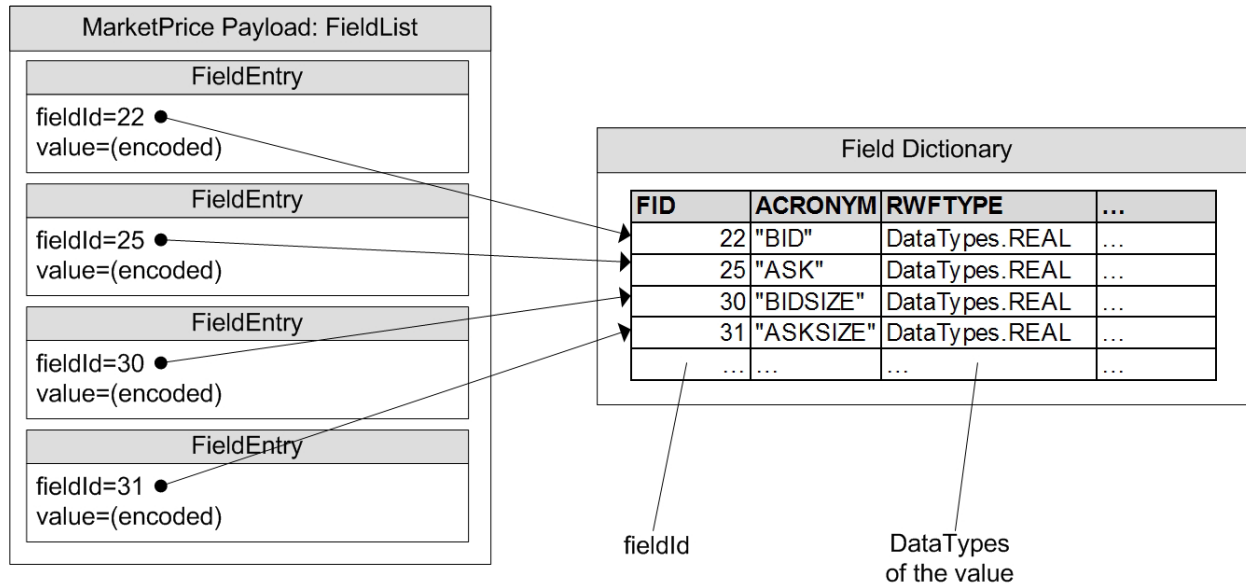 MarketPrice Payload: FieldList
FieldEntry
fieldId=22
value=(encoded)
FieldEntry
fieldId=25
value=(encoded)
FieldEntry
fieldId=30
value=(encoded)
FieldEntry
fieldId=31
value=(encoded)
Field Dictionary
FID ACRONYM RWFTYPE ...
22 "BID" DataTypes.REAL ...
25 "ASK" DataTypes.REAL ...
30 "BIDSIZE" DataTypes.REAL ...
31 "ASKSIZE" DataTypes.REAL ...
... ... ... ...
fieldId
DataTypes
of the value